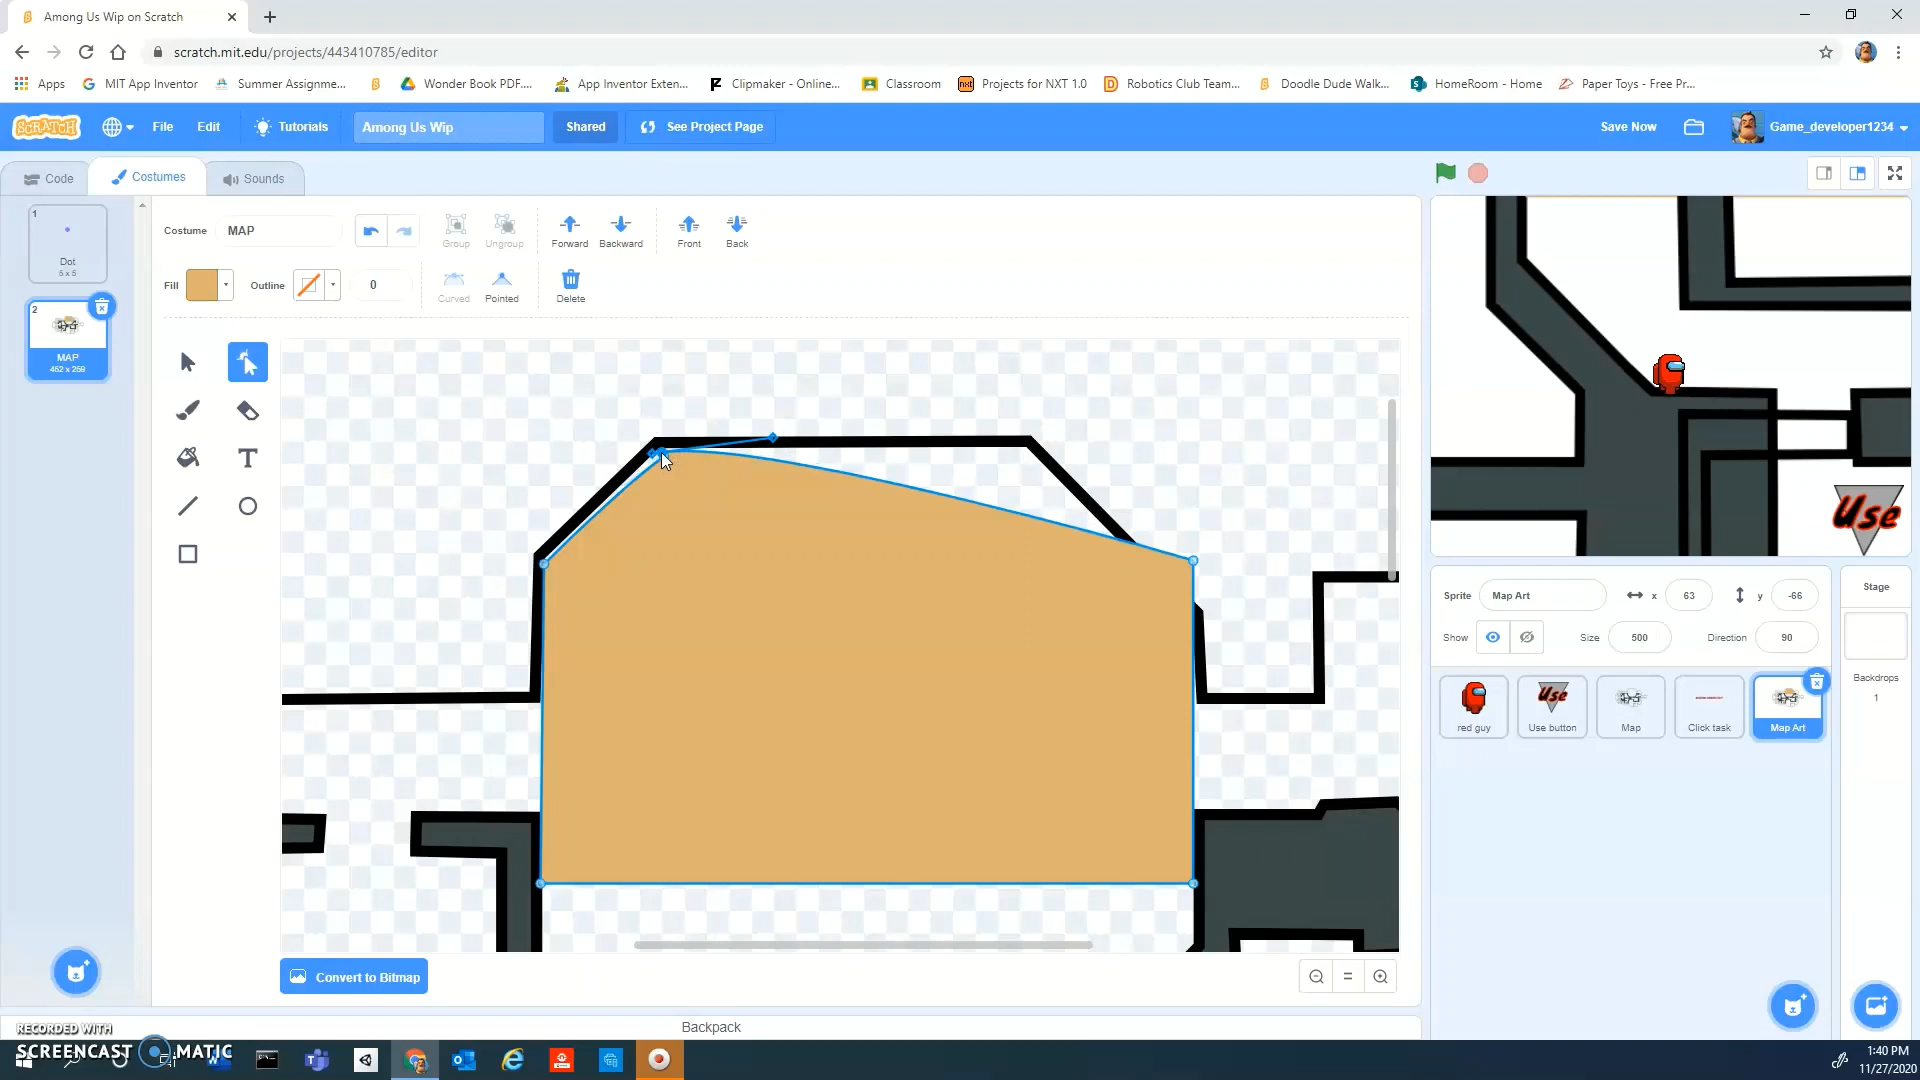 Among Us Wip on Scratch
scratch.mit.edu/projects/443410785/editor
Apps MIT App Inventor Summer Assignme... Wonder Book PDF.... App Inventor Exten... Clipmaker - Online... Classroom nxt Projects for NXT 1.0 Robotics Club Team... Doodle Dude Walk... HomeRoom - Home Paper Toys - Free Pr...
SCRATCH File Edit Tutorials Among Us Wip Shared See Project Page Save Now Game_developer1234
Code Costumes Sounds
1
Dot
5 x 5
2
MAP
452 x 259
Costume MAP Group Ungroup Forward Backward Front Back
Fill Outline 0 Curved Pointed Delete
T
Convert to Bitmap
Use
Sprite Map Art x 63 y -66
Show Size 500 Direction 90
red guy
Use
Use button
Map
Click task
Map Art
Stage
Backdrops
1
Backpack
RECORDED WITH
SCREENCAST MATIC
1:40 PM
11/27/2020